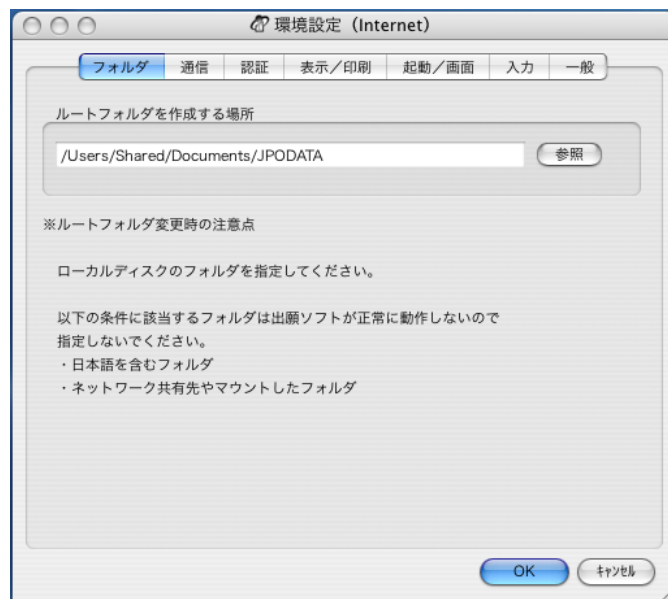 環境設定（Internet）
フォルダ 通信 認証 表示／印刷 起動／画面 入力 一般
ルートフォルダを作成する場所
/Users/Shared/Documents/JPODATA 参照
※ルートフォルダ変更時の注意点
ローカルディスクのフォルダを指定してください。
以下の条件に該当するフォルダは出願ソフトが正常に動作しないので
指定しないでください。
・日本語を含むフォルダ
・ネットワーク共有先やマウントしたフォルダ
OK ｷｬﾝｾﾙ